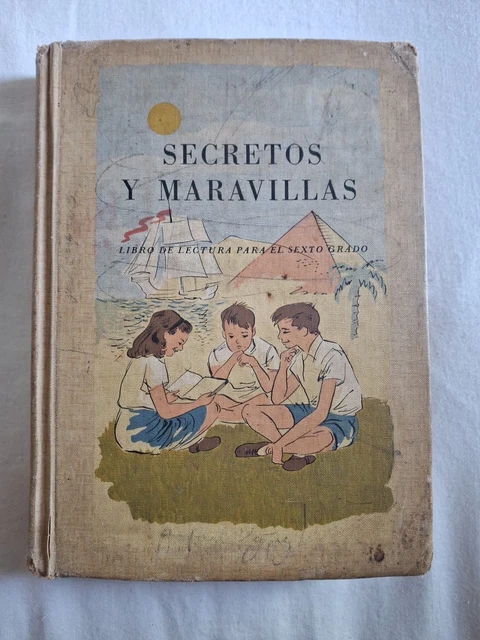 SECRETOS
Y MARAVILLAS
LIBRO DE LECTURA PARA EL SEXTO GRADO